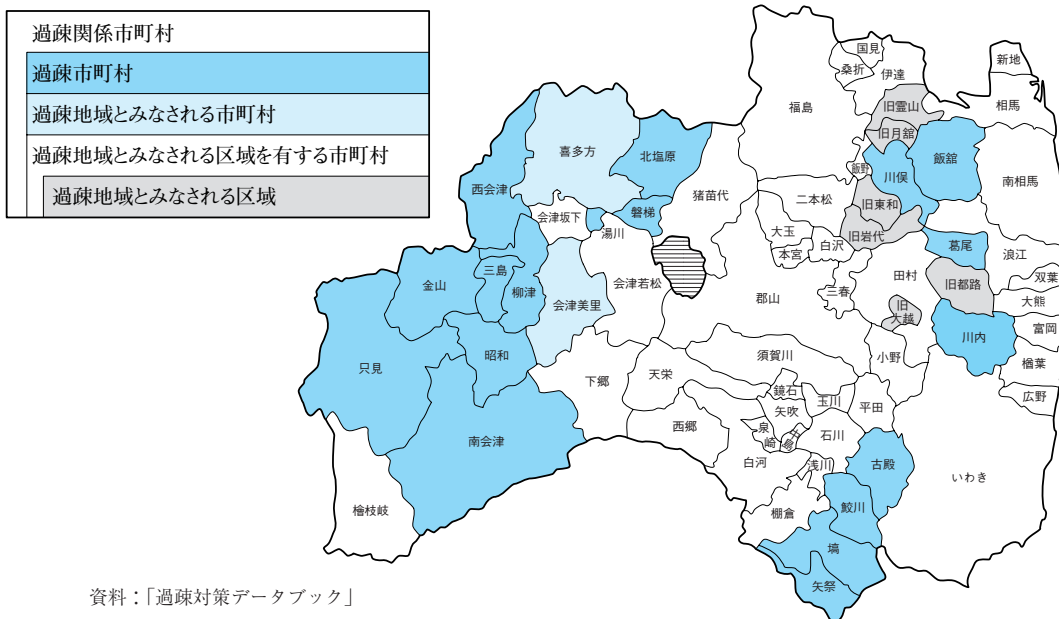 過疎関係市町村
過疎市町村
過疎地域とみなされる市町村
過疎地域とみなされる区域を有する市町村
過疎地域とみなされる区域
国見
桑折
伊達
新地
相馬
福島
旧霊山
旧月舘
飯舘
喜多方
北塩原
飯野
川俣
南相馬
西会津
猪苗代
二本松
旧東和
磐梯
会津坂下
湯川
大玉
白沢
旧岩代
本宮
葛尾
浪江
三島
金山
柳津
会津若松
田村
双葉
旧都路
会津美里
郡山
三春
大熊
旧
大越
川内
富岡
昭和
須賀川
小野
楢葉
只見
下郷
天栄
鏡石
玉川
平田
広野
矢吹
西郷
泉
崎
中
島
石川
南会津
白河
浅川
古殿
いわき
檜枝岐
棚倉
鮫川
塙
矢祭
資料:「過疎対策データブック」